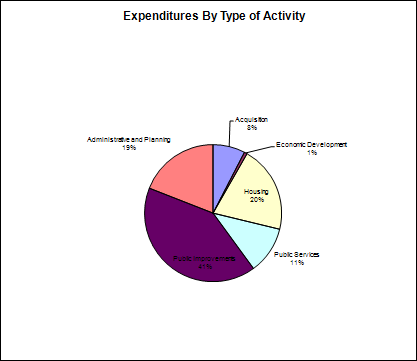 Expenditures By Type of Activity
Acquisition
8%
Economic Development
1%
Housing
20%
Public Services
11%
Public Improvements
41%
Administrative and Planning
19%